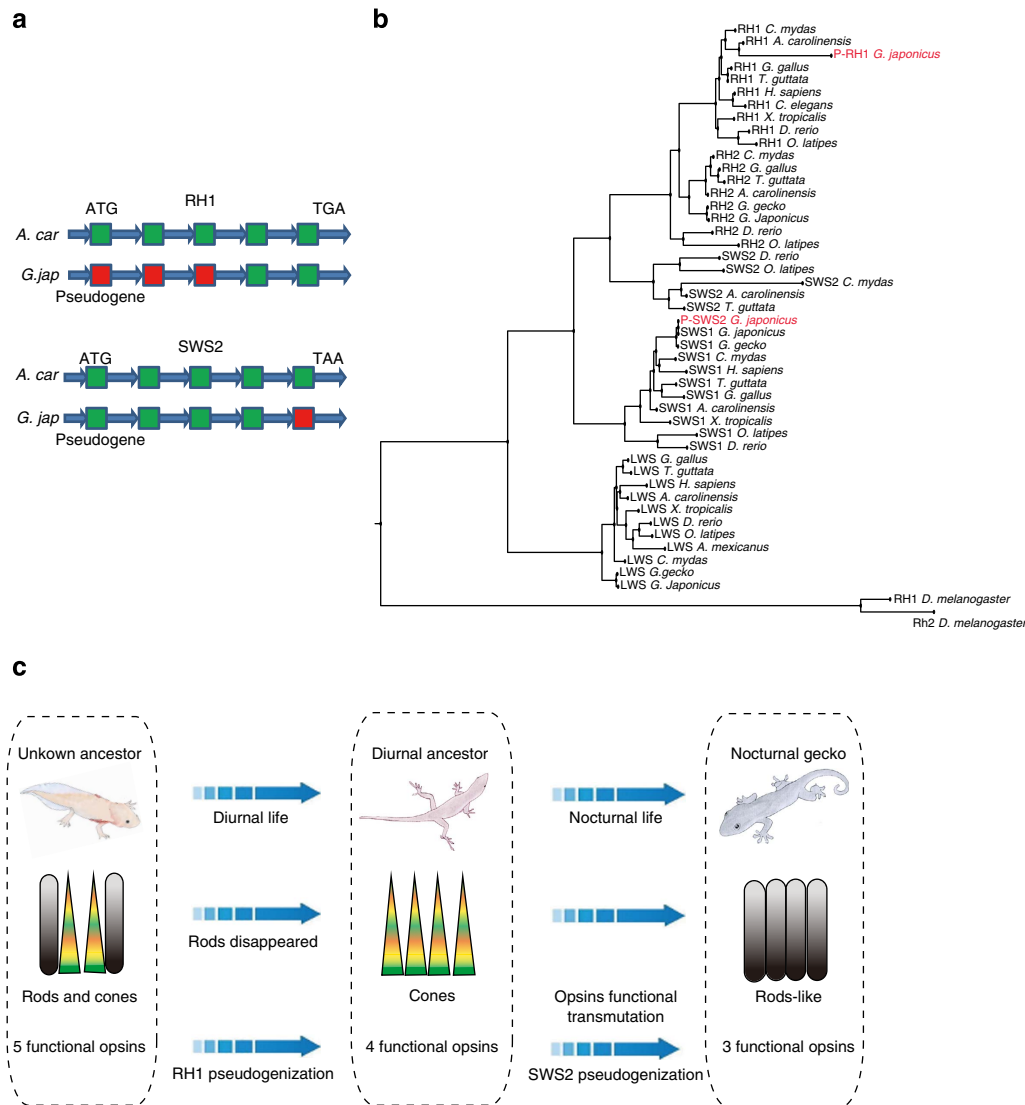 a
RH1
ATG
TGA
A. car
G.jap
Pseudogene
SWS2
ATG
TAA
A. car
G. jap
Pseudogene
b
RH1 C. mydas
RH1 A. carolinensis
P-RH1 G. japonicus
RH1 G. gallus
RH1 T. guttata
RH1 H. sapiens
RH1 C. elegans
RH1 X. tropicalis
RH1 D. rerio
RH1 O. latipes
RH2 C. mydas
RH2 G. gallus
RH2 T. guttata
RH2 A. carolinensis
RH2 G. gecko
RH2 G. Japonicus
RH2 D. rerio
RH2 O. latipes
SWS2 D. rerio
SWS2 O. latipes
SWS2 C. mydas
SWS2 A. carolinensis
SWS2 T. guttata
P-SWS2 G. japonicus
SWS1 G. japonicus
SWS1 G. gecko
SWS1 C. mydas
SWS1 H. sapiens
SWS1 T. guttata
SWS1 G. gallus
SWS1 A. carolinensis
SWS1 X. tropicalis
SWS1 O. latipes
SWS1 D. rerio
LWS G. gallus
LWS T. guttata
LWS H. sapiens
LWS A. carolinensis
LWS X. tropicalis
LWS D. rerio
LWS O. latipes
LWS A. mexicanus
LWS C. mydas
LWS G.gecko
LWS G. Japonicus
RH1 D. melanogaster
Rh2 D. melanogaster
c
Unkown ancestor
Diurnal life
Diurnal ancestor
Nocturnal life
Nocturnal gecko
Rods disappeared
Rods and cones
Cones
Opsins functional
transmutation
Rods-like
5 functional opsins
RH1 pseudogenization
4 functional opsins
SWS2 pseudogenization
3 functional opsins